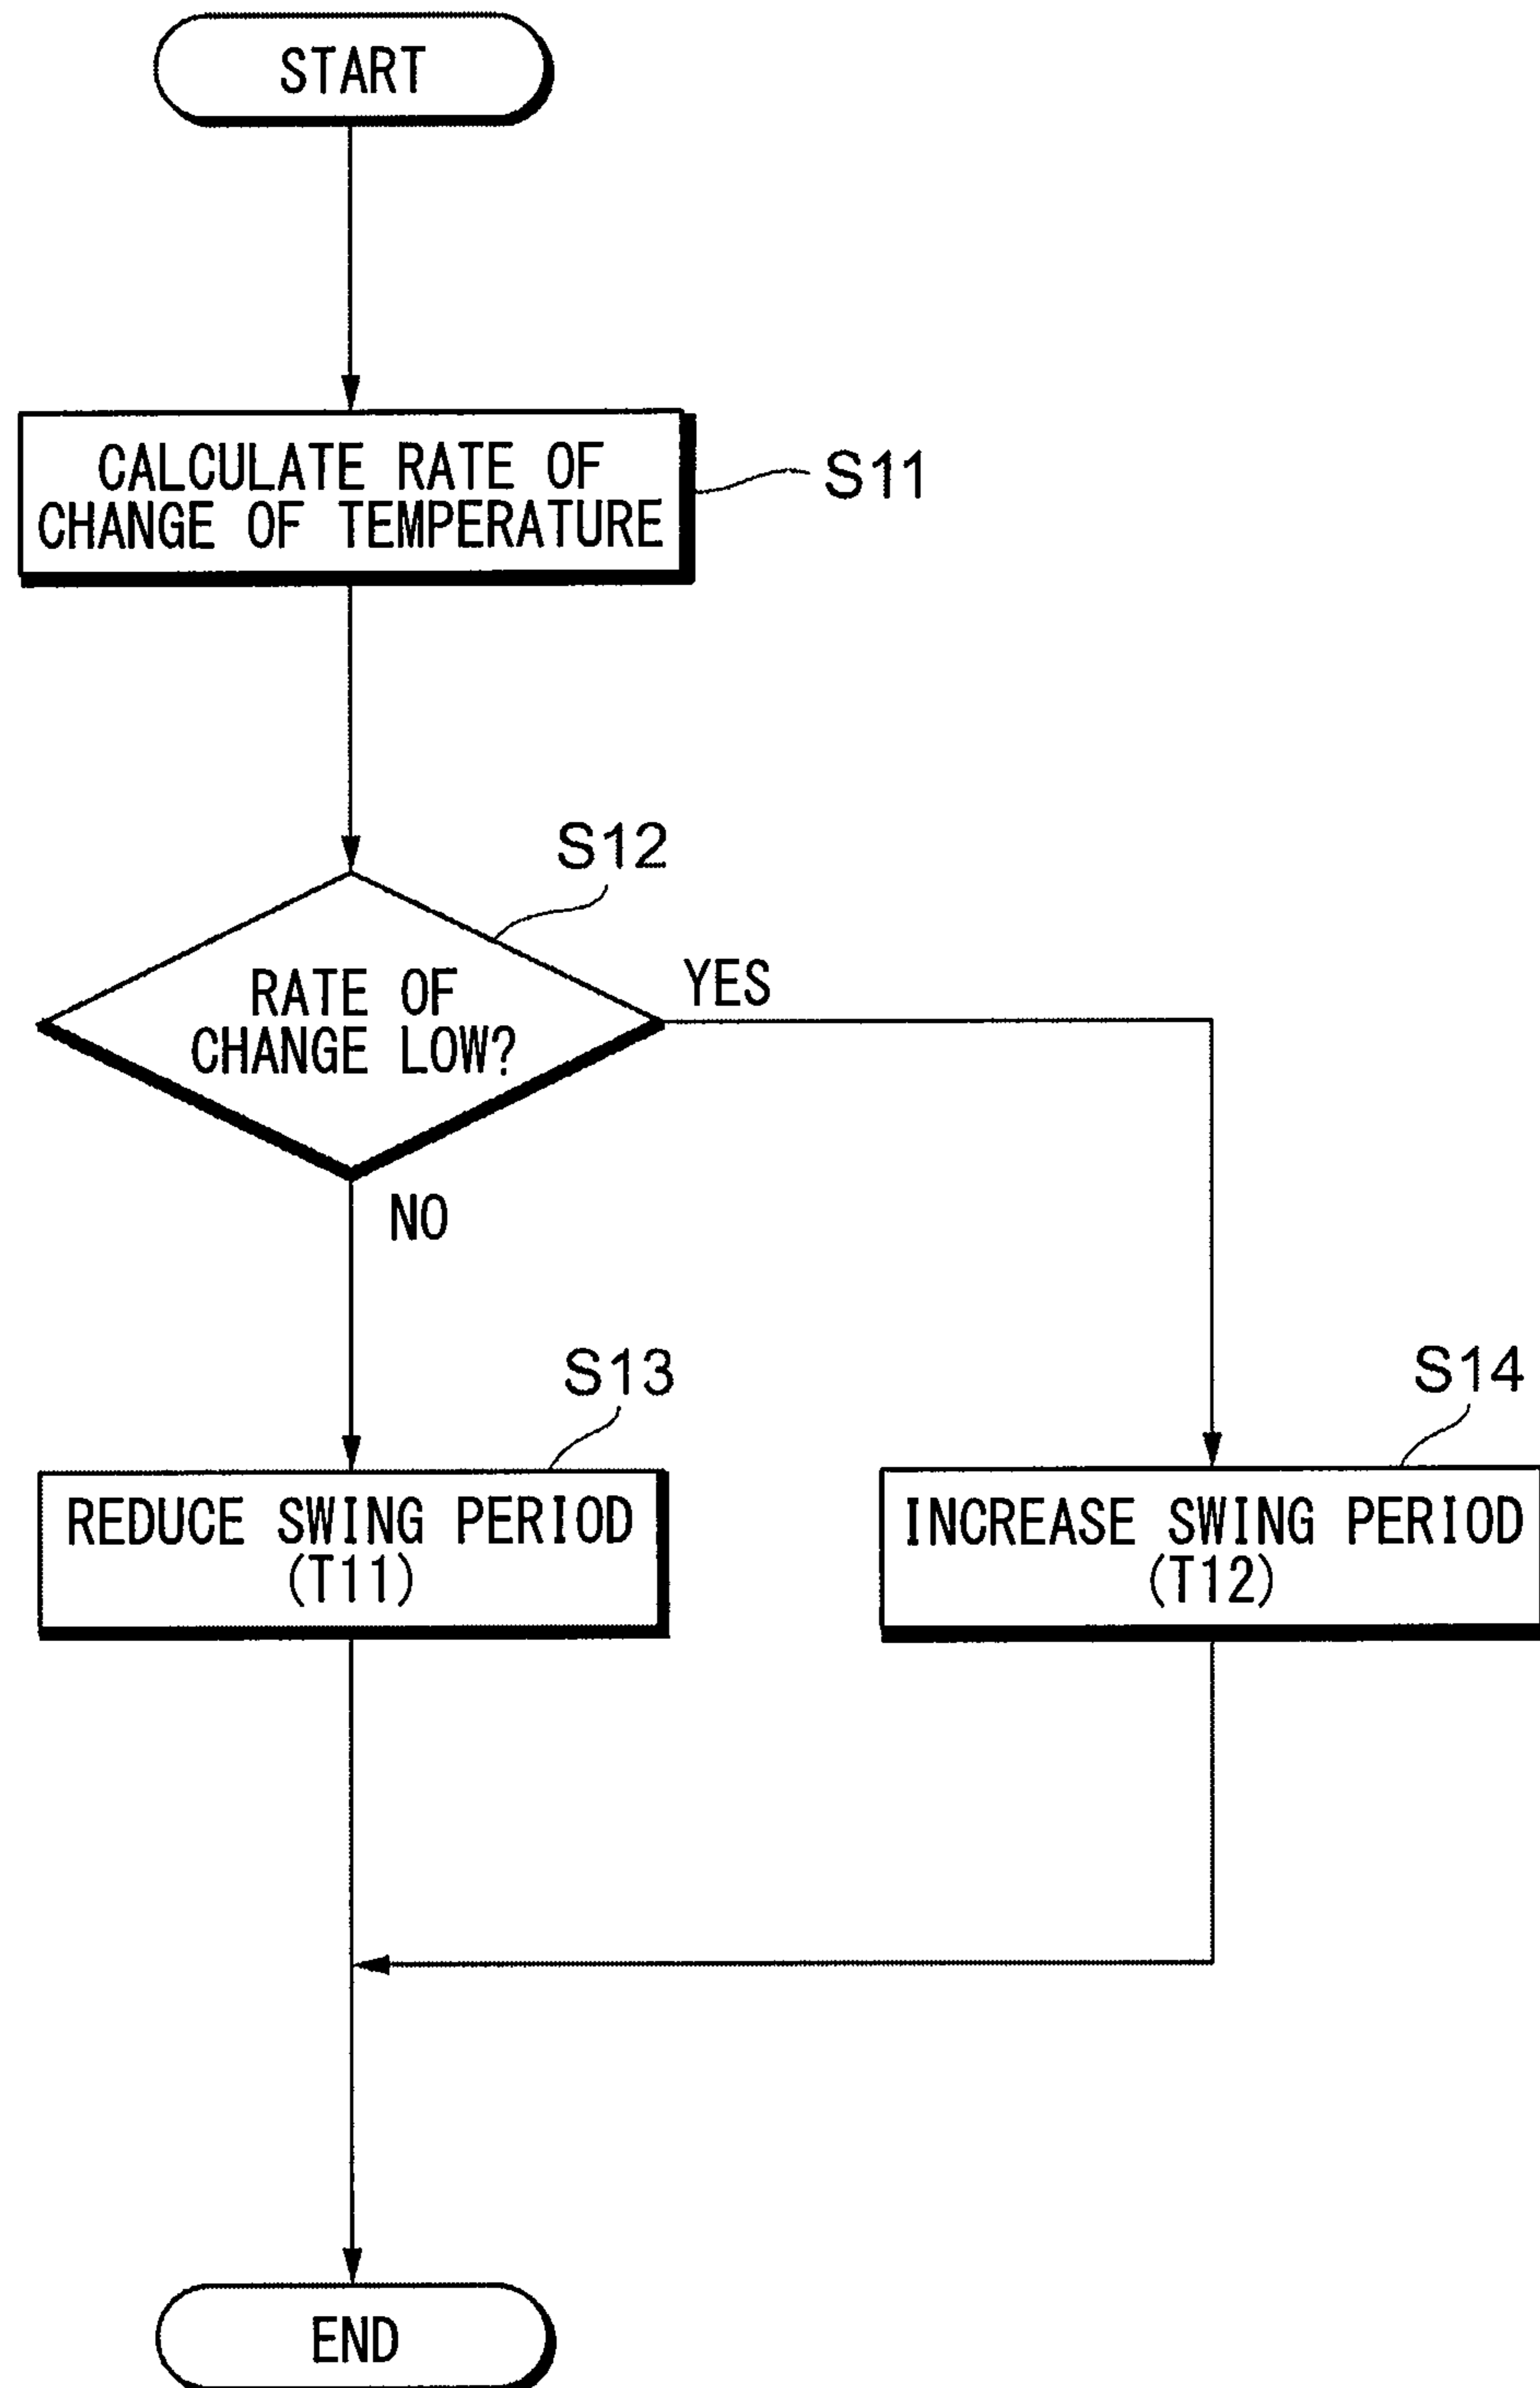 START
CALCULATE RATE OF
CHANGE OF TEMPERATURE
S11
S12
RATE OF
CHANGE LOW?
YES
NO
S13
REDUCE SWING PERIOD
(T11)
S14
INCREASE SWING PERIOD
(T12)
END